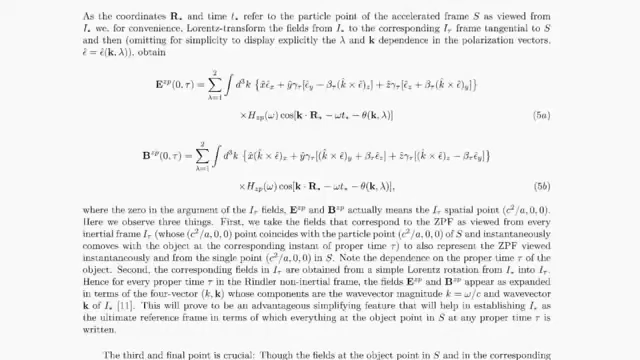 As the coordinates R⋆ and time t⋆ refer to the particle point of the accelerated frame S as viewed from
I⋆ we, for convenience, Lorentz-transform the fields from I⋆ to the corresponding Iτ frame tangential to S
and then (omitting for simplicity to display explicitly the λ and k dependence in the polarization vectors,
ε̂ = ε̂(k, λ)), obtain
E^zp(0, τ) = ∑_{λ=1}^{2} ∫ d³k {x̂ε̂ₓ + ŷγτ[ε̂_y − βτ(k̂ × ε̂)_z] + ẑγτ[ε̂_z + βτ(k̂ × ε̂)_y]}
×H_zp(ω) cos[k · R⋆ − ωt⋆ − θ(k, λ)] (5a)
B^zp(0, τ) = ∑_{λ=1}^{2} ∫ d³k {x̂(k̂ × ε̂)ₓ + ŷγτ[(k̂ × ε̂)_y + βτε̂_z] + ẑγτ[(k̂ × ε̂)_z − βτε̂_y]}
×H_zp(ω) cos[k · R⋆ − ωt⋆ − θ(k, λ)], (5b)
where the zero in the argument of the Iτ fields, E^zp and B^zp actually means the Iτ spatial point (c²/a, 0, 0).
Here we observe three things. First, we take the fields that correspond to the ZPF as viewed from every
inertial frame Iτ (whose (c²/a, 0, 0) point coincides with the particle point (c²/a, 0, 0) of S and instantaneously
comoves with the object at the corresponding instant of proper time τ) to also represent the ZPF viewed
instantaneously and from the single point (c²/a, 0, 0) in S. Note the dependence on the proper time τ of the
object. Second, the corresponding fields in Iτ are obtained from a simple Lorentz rotation from I⋆ into Iτ.
Hence for every proper time τ in the Rindler non-inertial frame, the fields E^zp and B^zp appear as expanded
in terms of the four-vector (k, k) whose components are the wavevector magnitude k = ω/c and wavevector
k of I⋆ [11]. This will prove to be an advantageous simplifying feature that will help in establishing I⋆ as
the ultimate reference frame in terms of which everything at the object point in S at any proper time τ is
written.
The third and final point is crucial: Though the fields at the object point in S and in the corresponding